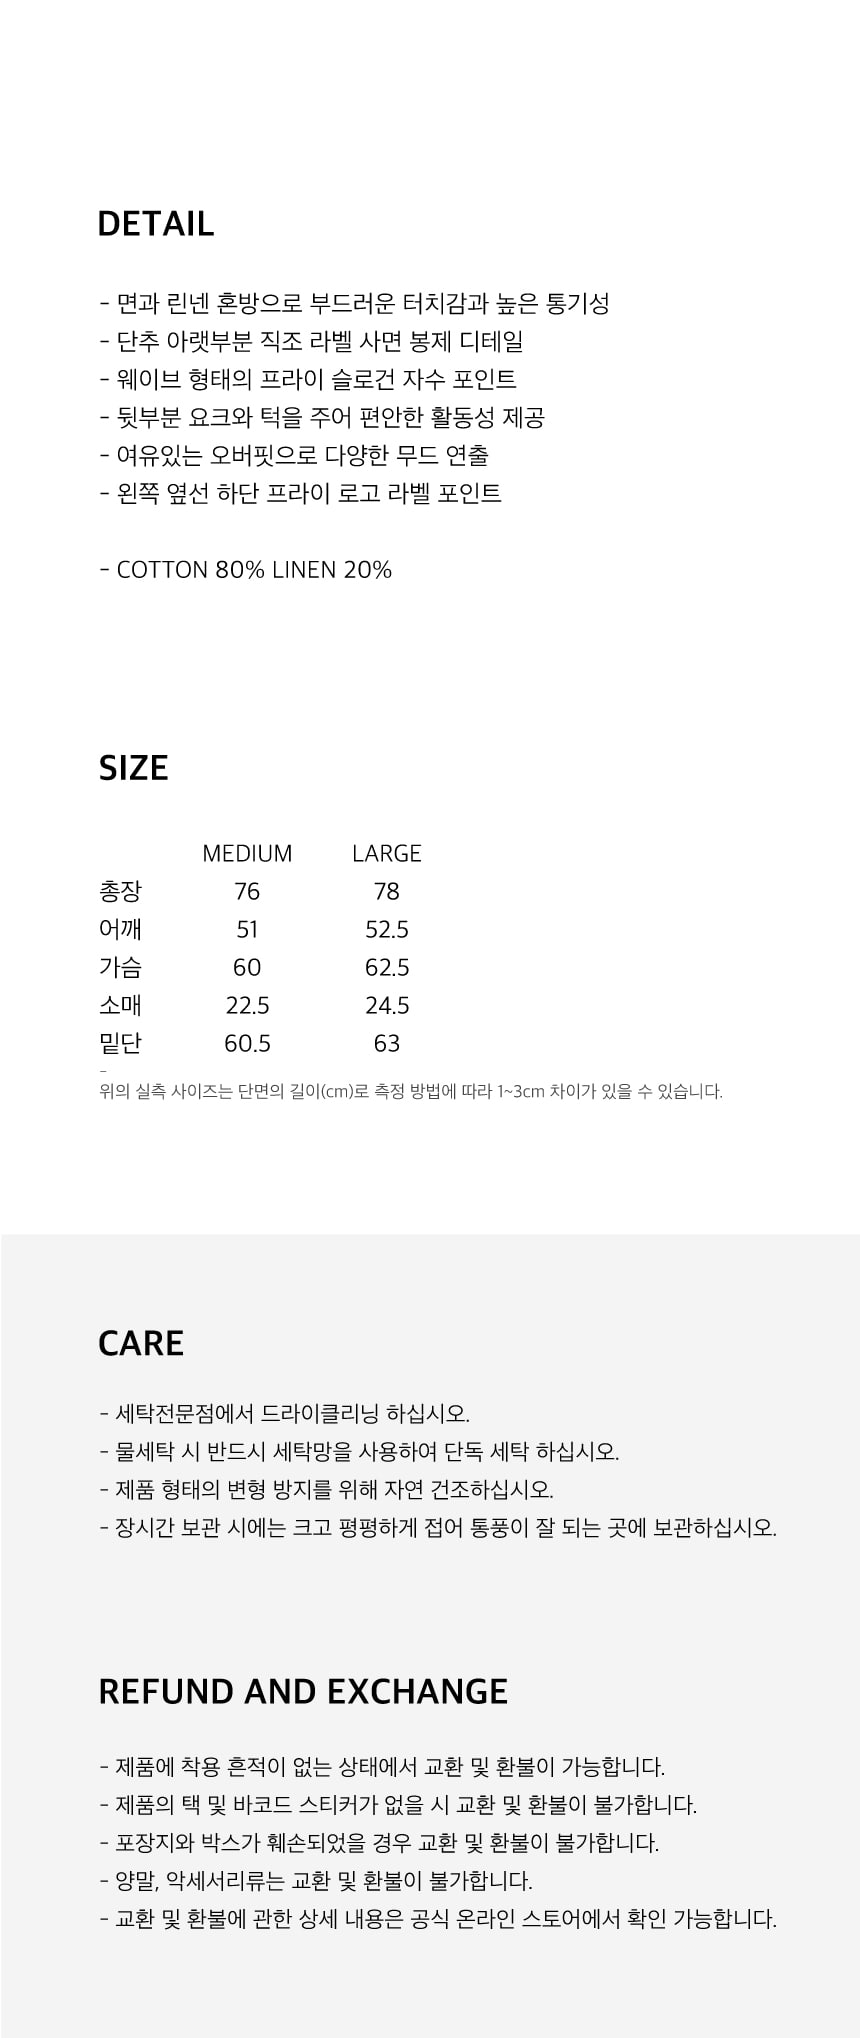 DETAIL
- 면과 린넨 혼방으로 부드러운 터치감과 높은 통기성
- 단추 아랫부분 직조 라벨 사면 봉제 디테일
- 웨이브 형태의 프라이 슬로건 자수 포인트
- 뒷부분 요크와 턱을 주어 편안한 활동성 제공
- 여유있는 오버핏으로 다양한 무드 연출
- 왼쪽 옆선 하단 프라이 로고 라벨 포인트
- COTTON 80% LINEN 20%
SIZE
MEDIUM LARGE
총장 76 78
어깨 51 52.5
가슴 60 62.5
소매 22.5 24.5
밑단 60.5 63
-
위의 실측 사이즈는 단면의 길이(cm)로 측정 방법에 따라 1~3cm 차이가 있을 수 있습니다.
CARE
- 세탁전문점에서 드라이클리닝 하십시오.
- 물세탁 시 반드시 세탁망을 사용하여 단독 세탁 하십시오.
- 제품 형태의 변형 방지를 위해 자연 건조하십시오.
- 장시간 보관 시에는 크고 평평하게 접어 통풍이 잘 되는 곳에 보관하십시오.
REFUND AND EXCHANGE
- 제품에 착용 흔적이 없는 상태에서 교환 및 환불이 가능합니다.
- 제품의 택 및 바코드 스티커가 없을 시 교환 및 환불이 불가합니다.
- 포장지와 박스가 훼손되었을 경우 교환 및 환불이 불가합니다.
- 양말, 악세서리류는 교환 및 환불이 불가합니다.
- 교환 및 환불에 관한 상세 내용은 공식 온라인 스토어에서 확인 가능합니다.